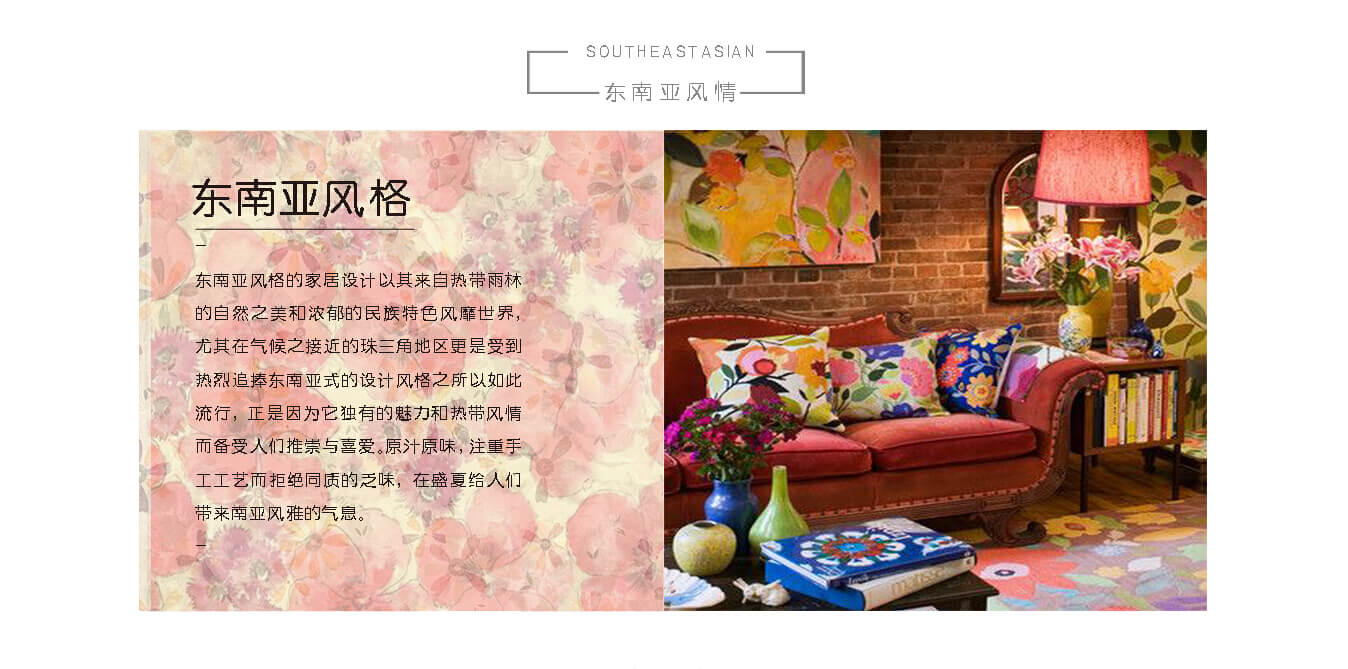 SOUTHEASTASIAN
东南亚风情
东南亚风格
东南亚风格的家居设计以其来自热带雨林
的自然之美和浓郁的民族特色风靡世界，
尤其在气候之接近的珠三角地区更是受到
热烈追捧东南亚式的设计风格之所以如此
流行，正是因为它独有的魅力和热带风情
而备受人们推崇与喜爱。原汁原味，注重手
工工艺而拒绝同质的乏味，在盛夏给人们
带来南亚风雅的气息。